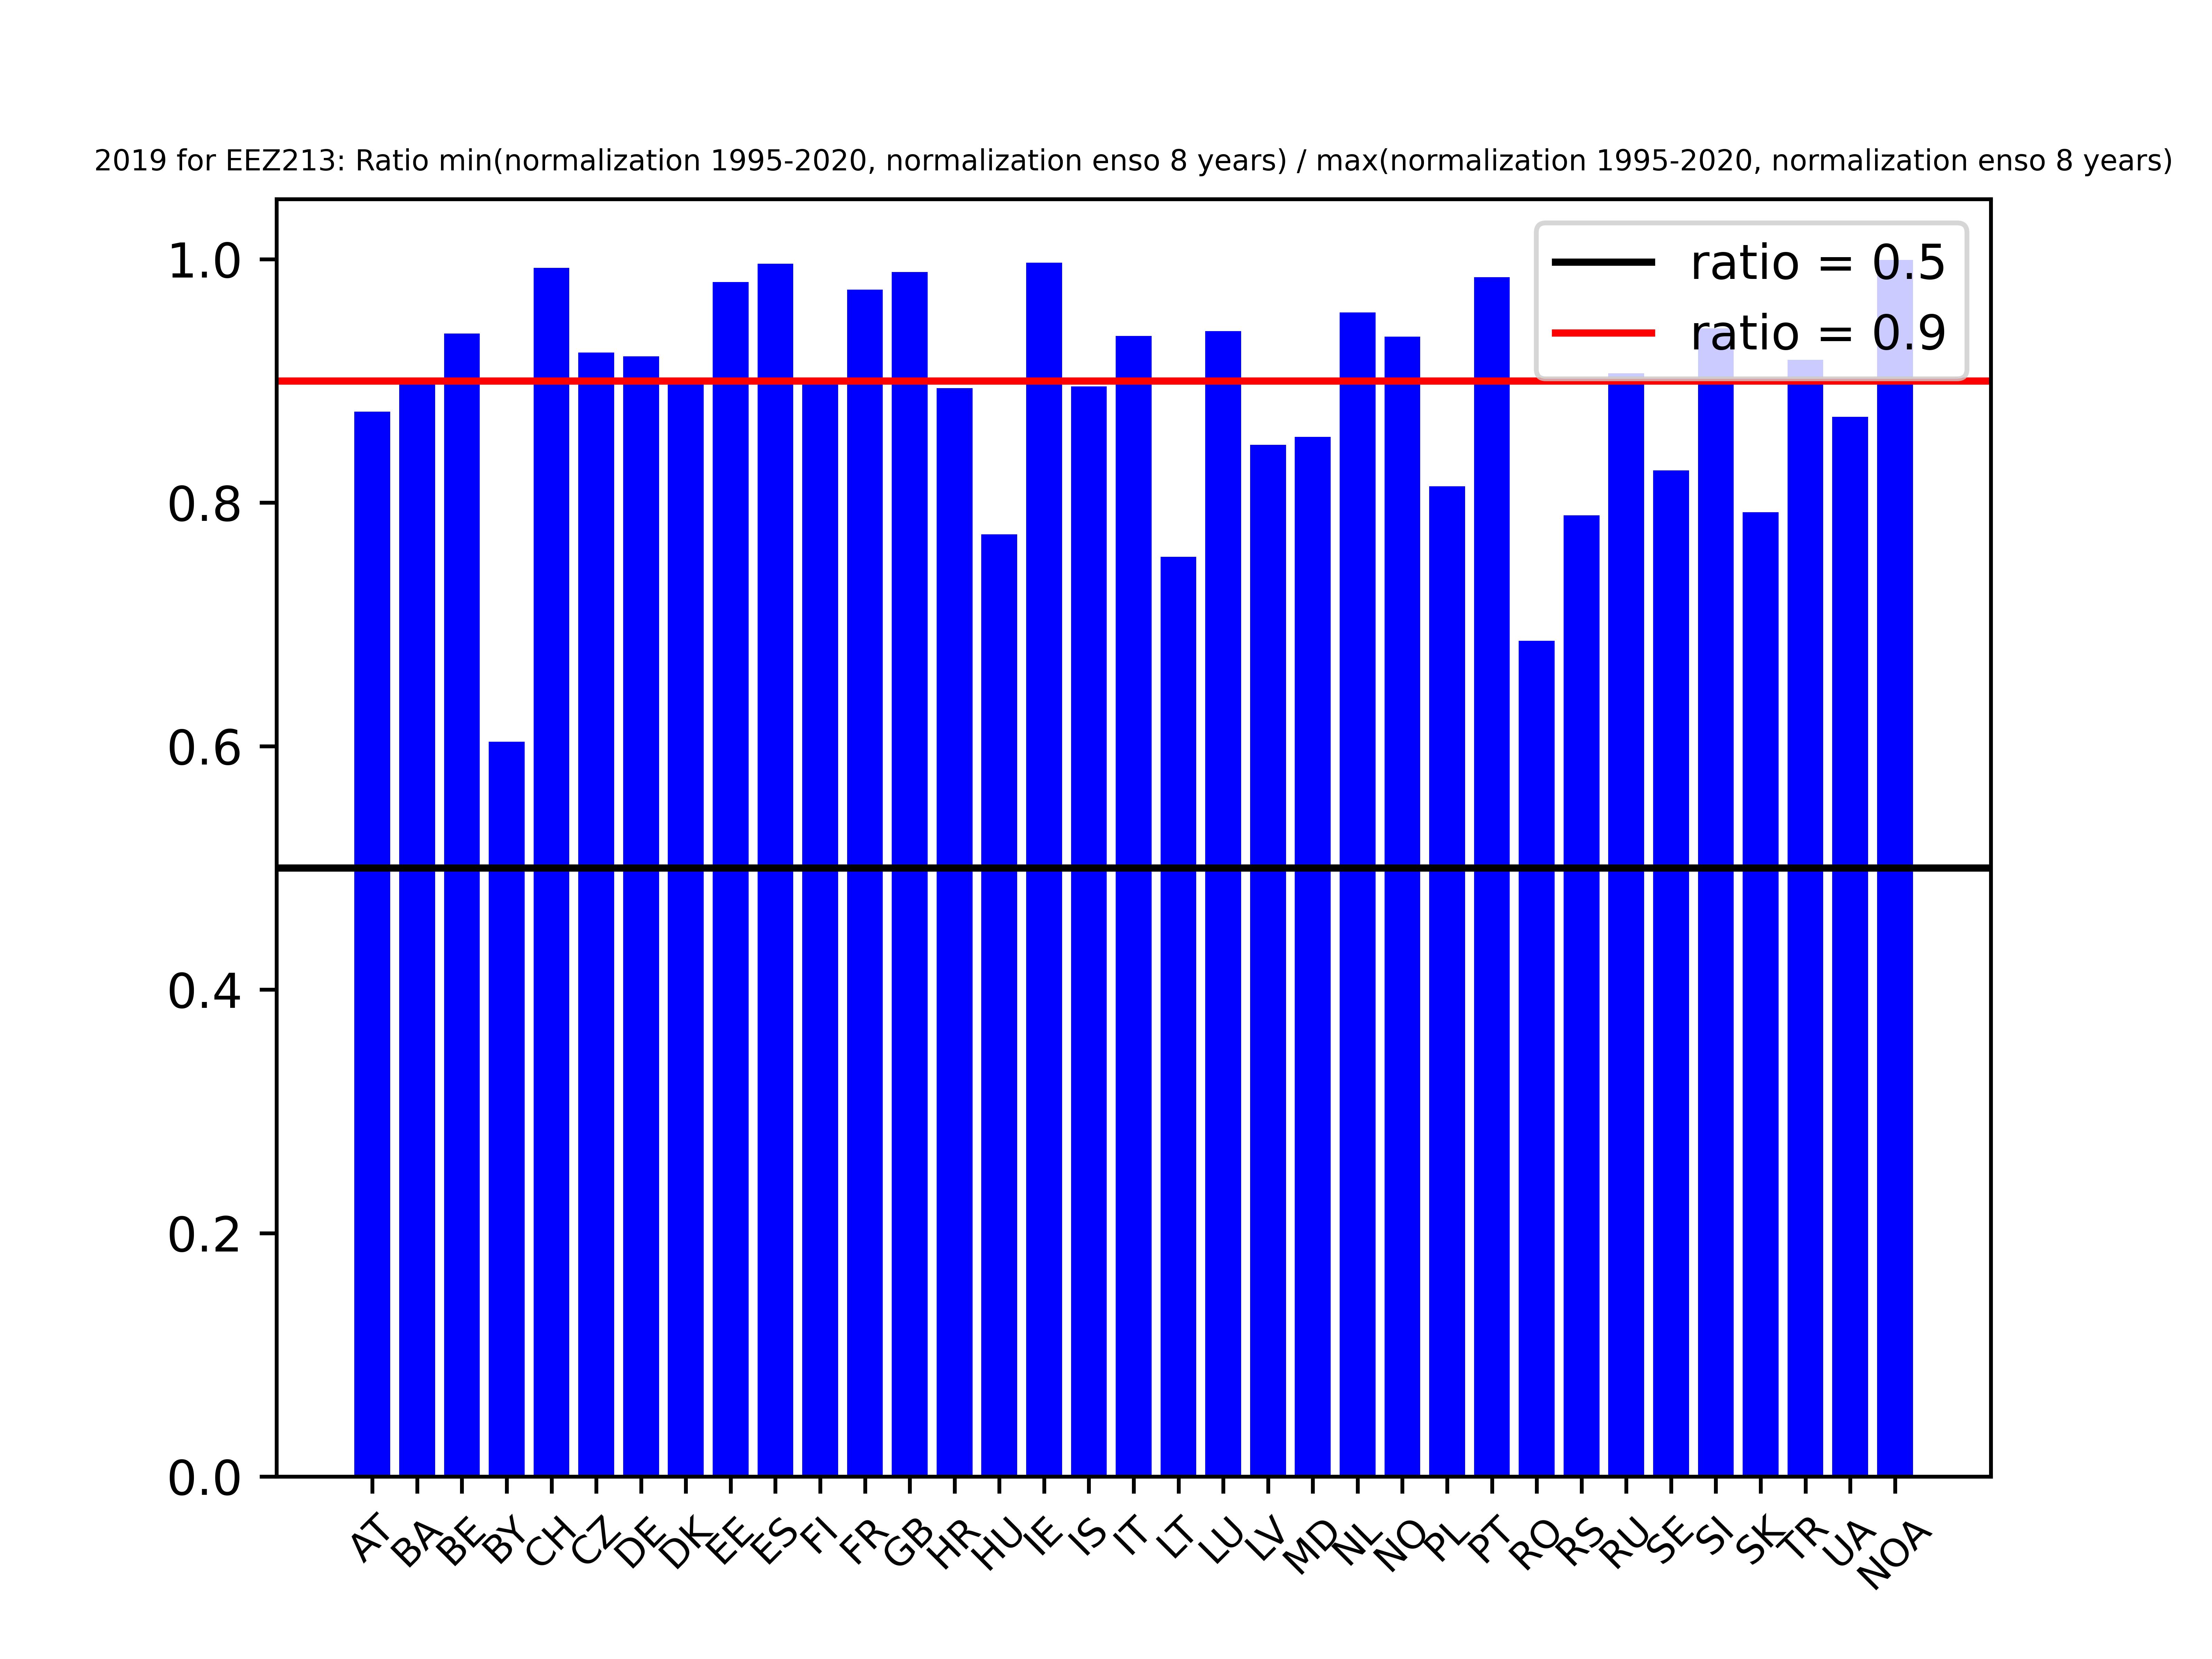 2019 for EEZ213: Ratio min(normalization 1995-2020, normalization enso 8 years) / max(normalization 1995-2020, normalization enso 8 years)
ratio = 0.5
ratio = 0.9
1.0
0.8
0.6
0.4
0.2
0.0
AT BA BE BY CH CZ DE DK EE ES FI FR GB HR HU IE IS IT LT LU LV MD NL NO PL PT RO RS RU SE SI SK TR UA NOA